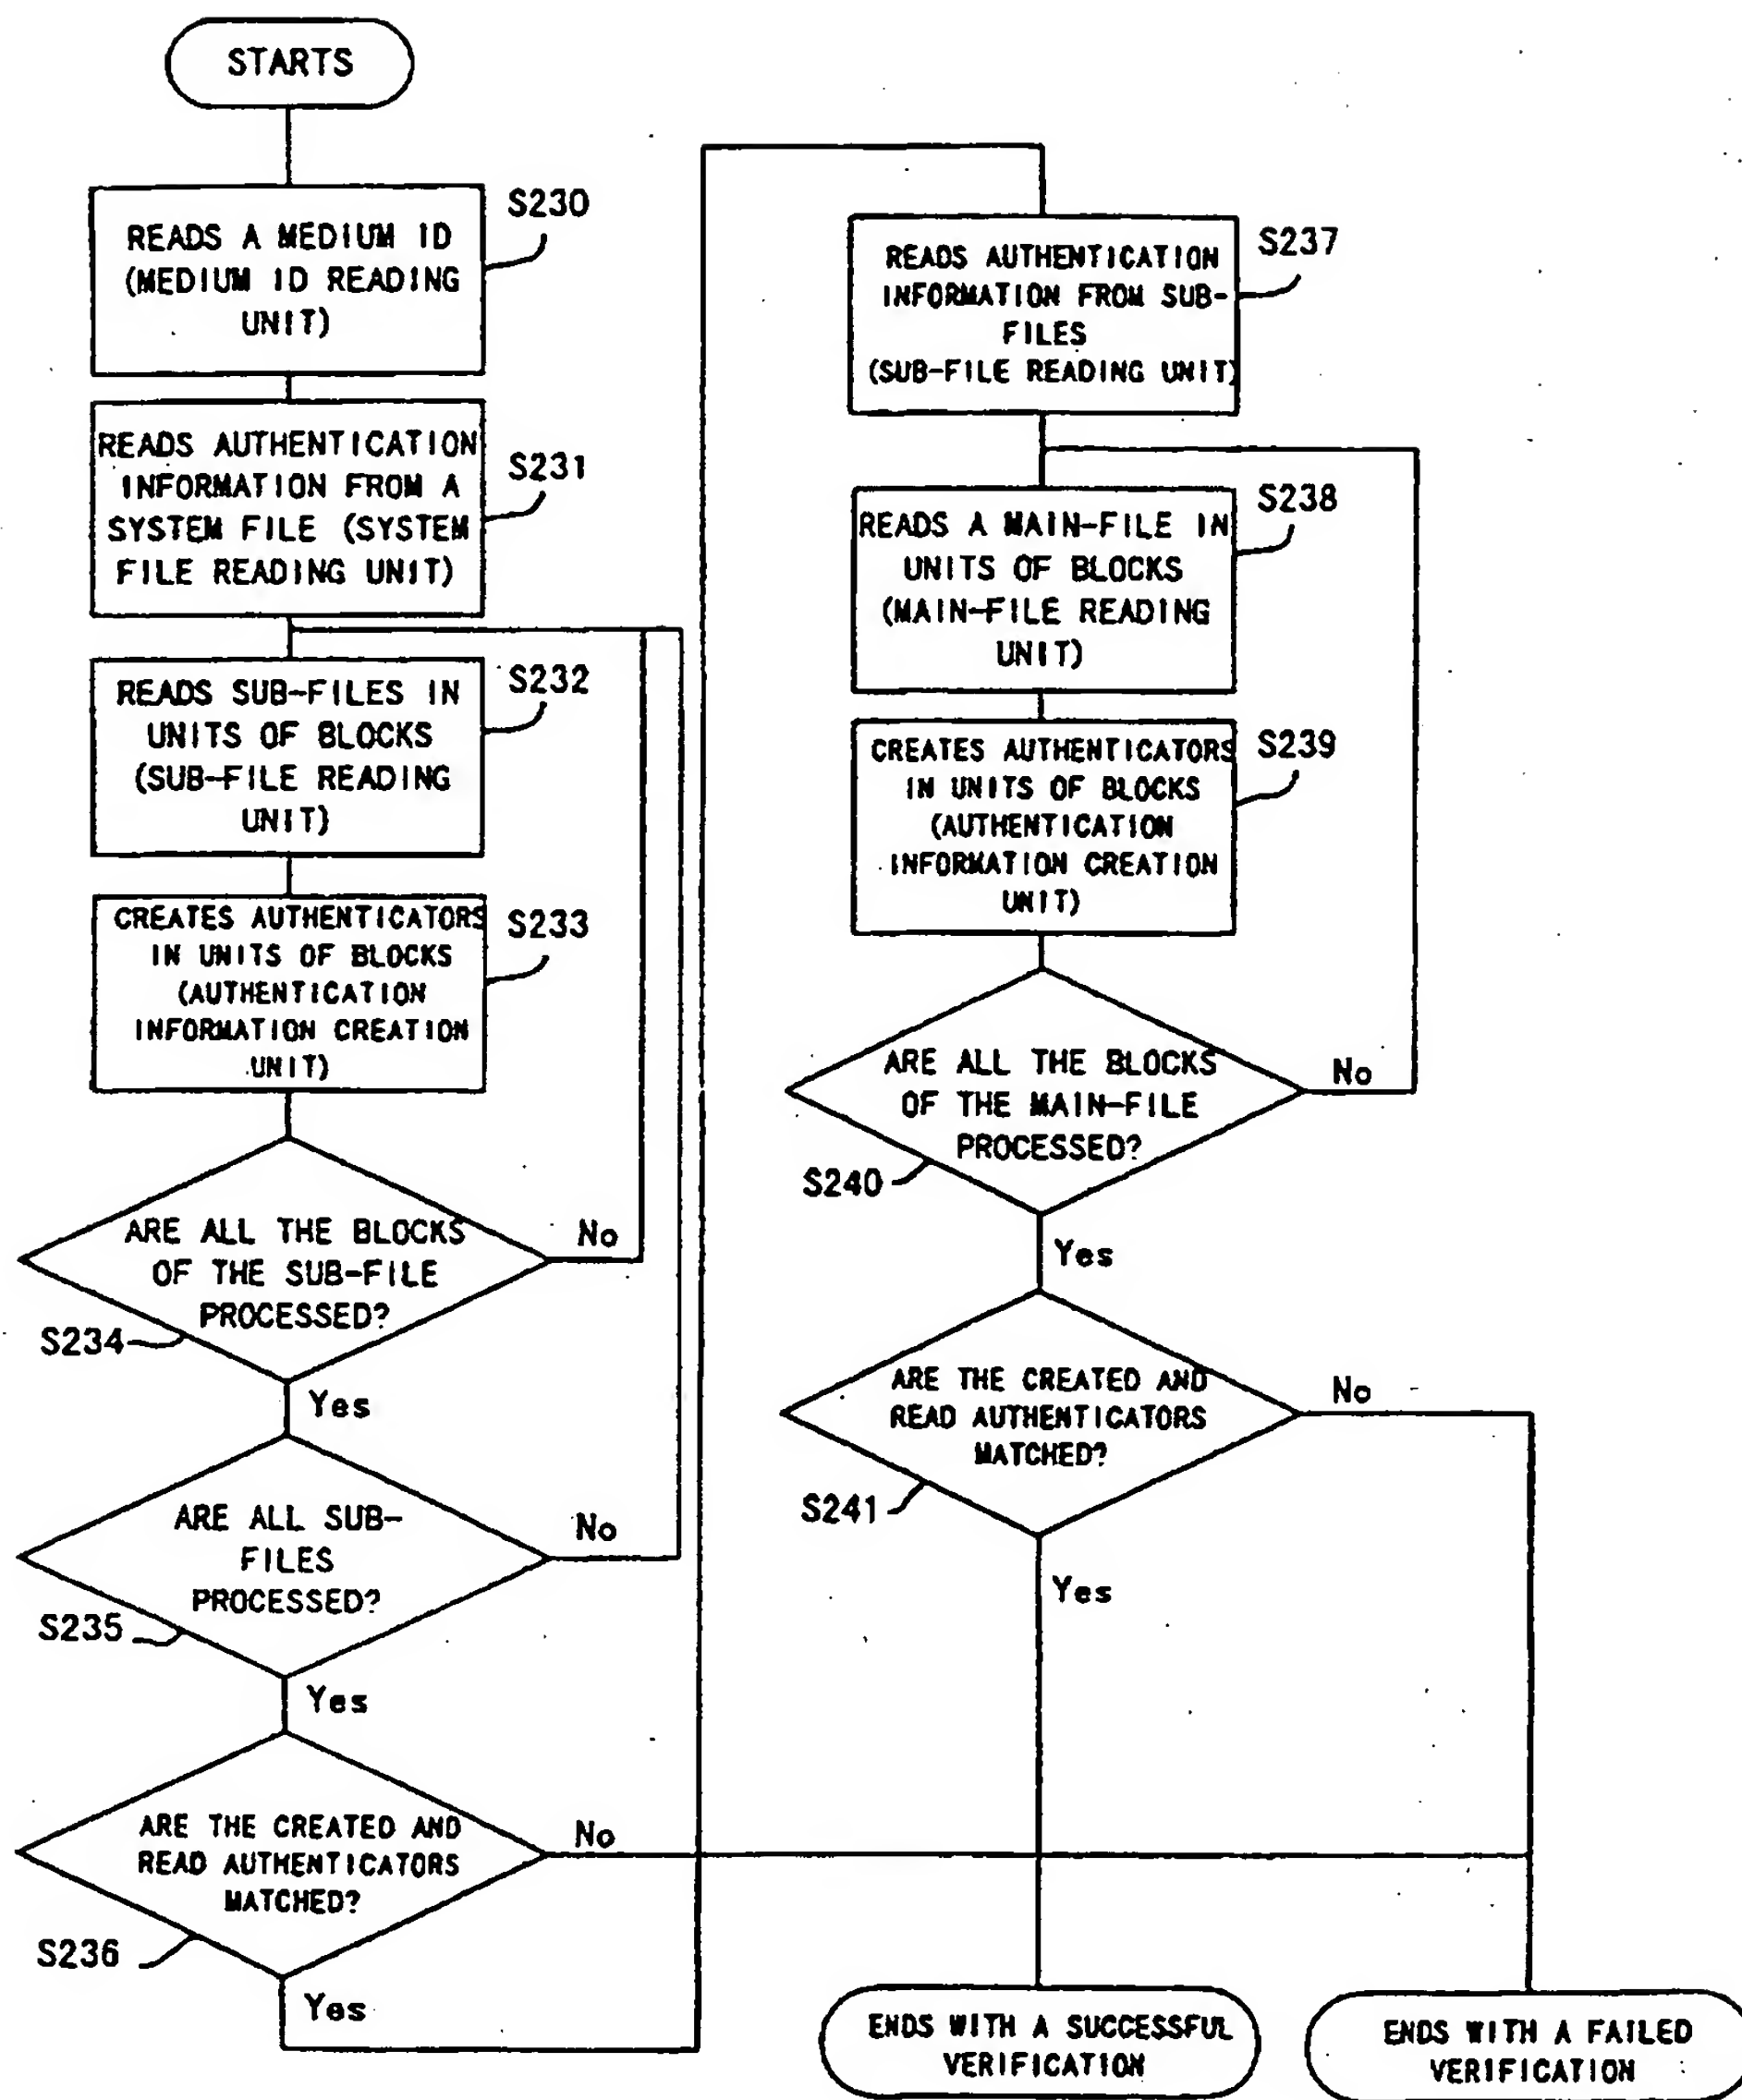 STARTS
S230
READS A MEDIUM ID
(MEDIUM ID READING
UNIT)
S231
READS AUTHENTICATION
INFORMATION FROM A
SYSTEM FILE (SYSTEM
FILE READING UNIT)
S232
READS SUB-FILES IN
UNITS OF BLOCKS
(SUB-FILE READING
UNIT)
S233
CREATES AUTHENTICATORS
IN UNITS OF BLOCKS
(AUTHENTICATION
INFORMATION CREATION
UNIT)
ARE ALL THE BLOCKS
OF THE SUB-FILE
PROCESSED?
No
S234
Yes
ARE ALL SUB-
FILES
PROCESSED?
No
S235
Yes
ARE THE CREATED AND
READ AUTHENTICATORS
MATCHED?
No
S236
Yes
S237
READS AUTHENTICATION
INFORMATION FROM SUB-
FILES
(SUB-FILE READING UNIT)
S238
READS A MAIN-FILE IN
UNITS OF BLOCKS
(MAIN-FILE READING
UNIT)
S239
CREATES AUTHENTICATORS
IN UNITS OF BLOCKS
(AUTHENTICATION
INFORMATION CREATION
UNIT)
ARE ALL THE BLOCKS
OF THE MAIN-FILE
PROCESSED?
No
S240
Yes
ARE THE CREATED AND
READ AUTHENTICATORS
MATCHED?
No
S241
Yes
ENDS WITH A SUCCESSFUL
VERIFICATION
ENDS WITH A FAILED
VERIFICATION